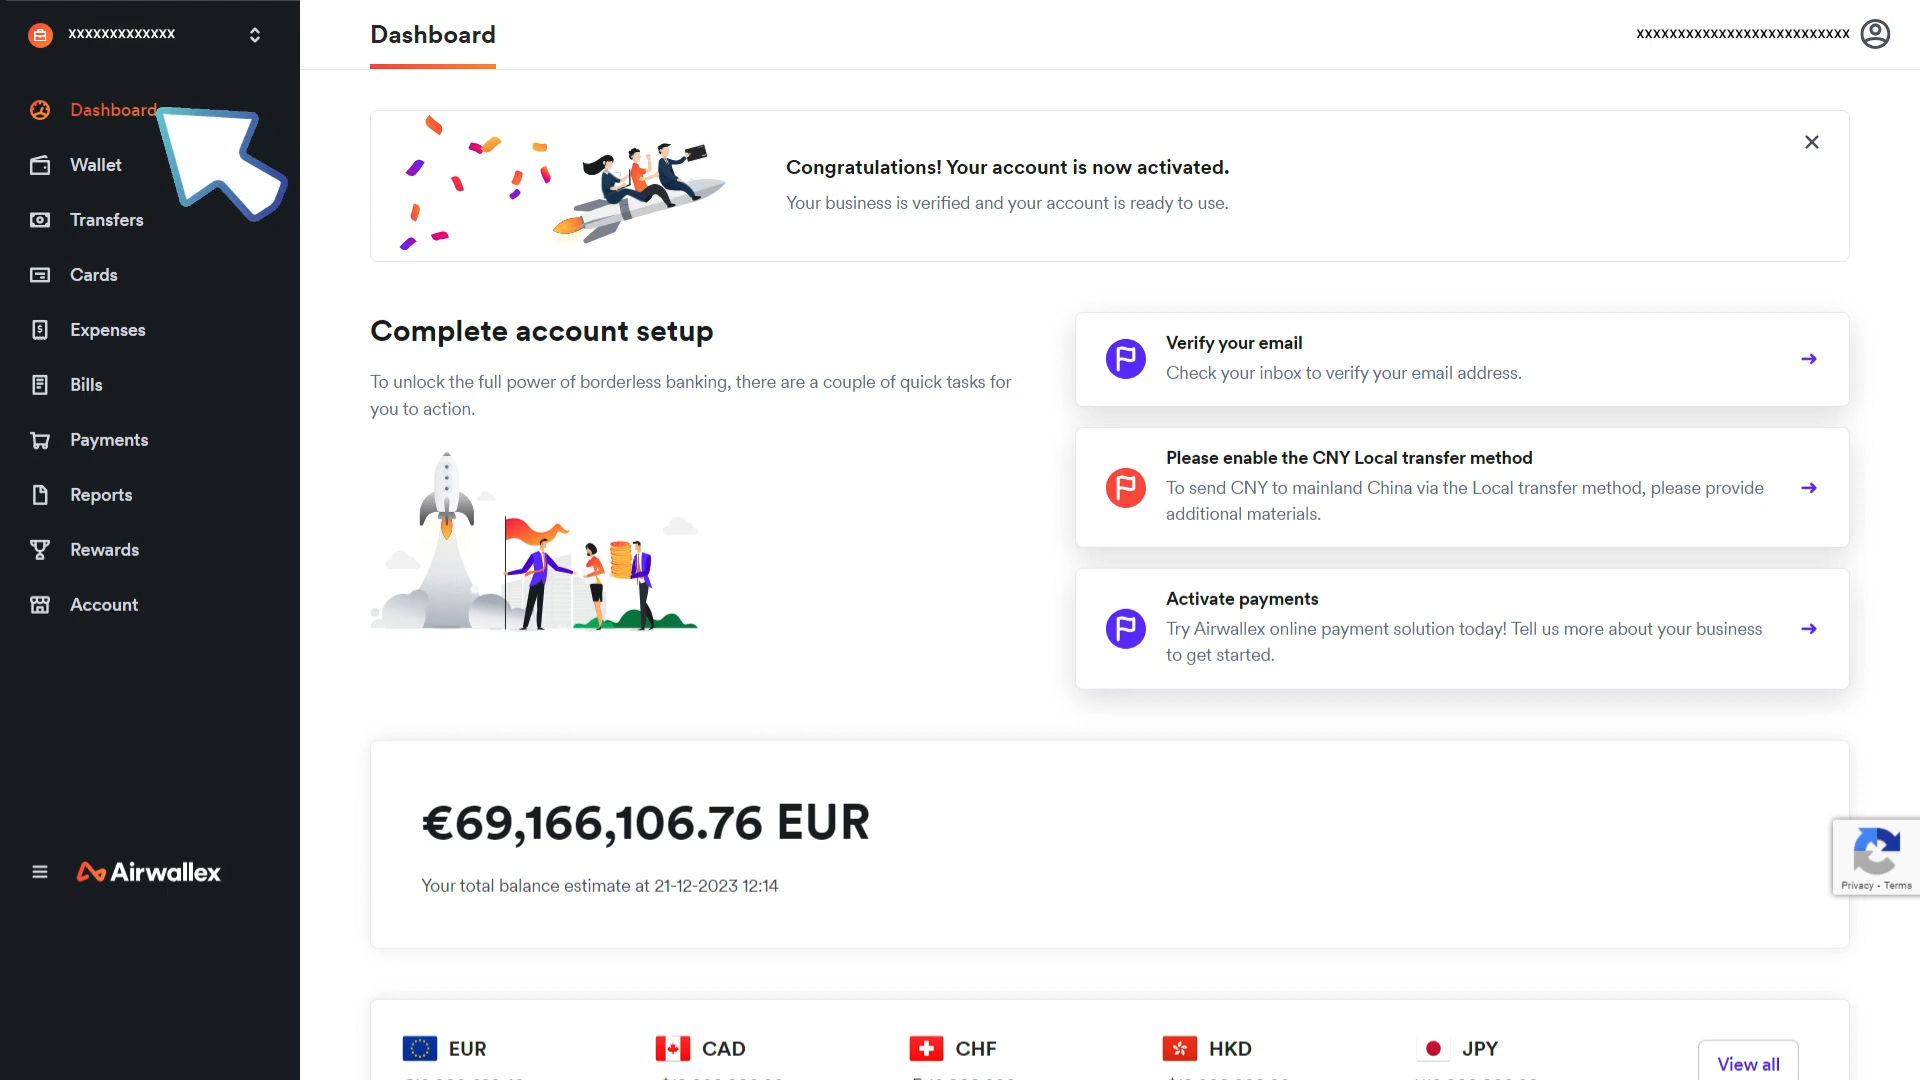 xxxxxxxxxxxxx
Dashboard
xxxxxxxxxxxxxxxxxxxxxxxxxx
Dashboard
Wallet
Transfers
Cards
Expenses
Bills
Payments
Reports
Rewards
Account
Airwallex
Congratulations! Your account is now activated.
Your business is verified and your account is ready to use.
Complete account setup
To unlock the full power of borderless banking, there are a couple of quick tasks for
you to action.
Verify your email
Check your inbox to verify your email address.
Please enable the CNY Local transfer method
To send CNY to mainland China via the Local transfer method, please provide
additional materials.
Activate payments
Try Airwallex online payment solution today! Tell us more about your business
to get started.
€69,166,106.76 EUR
Your total balance estimate at 21-12-2023 12:14
Privacy - Terms
EUR
CAD
CHF
HKD
JPY
View all